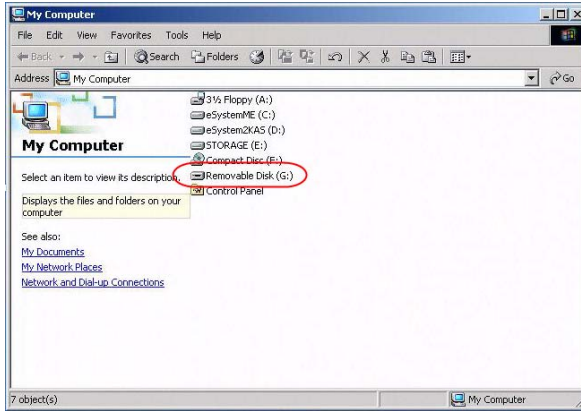 My Computer
File Edit View Favorites Tools Help
Back Search Folders
Address My Computer Go
My Computer
Select an item to view its description.
Displays the files and folders on your
computer
See also:
My Documents
My Network Places
Network and Dial-up Connections
3½ Floppy (A:)
eSystemME (C:)
eSystem2KAS (D:)
STORAGE (E:)
Compact Disc (F:)
Removable Disk (G:)
Control Panel
7 object(s) My Computer